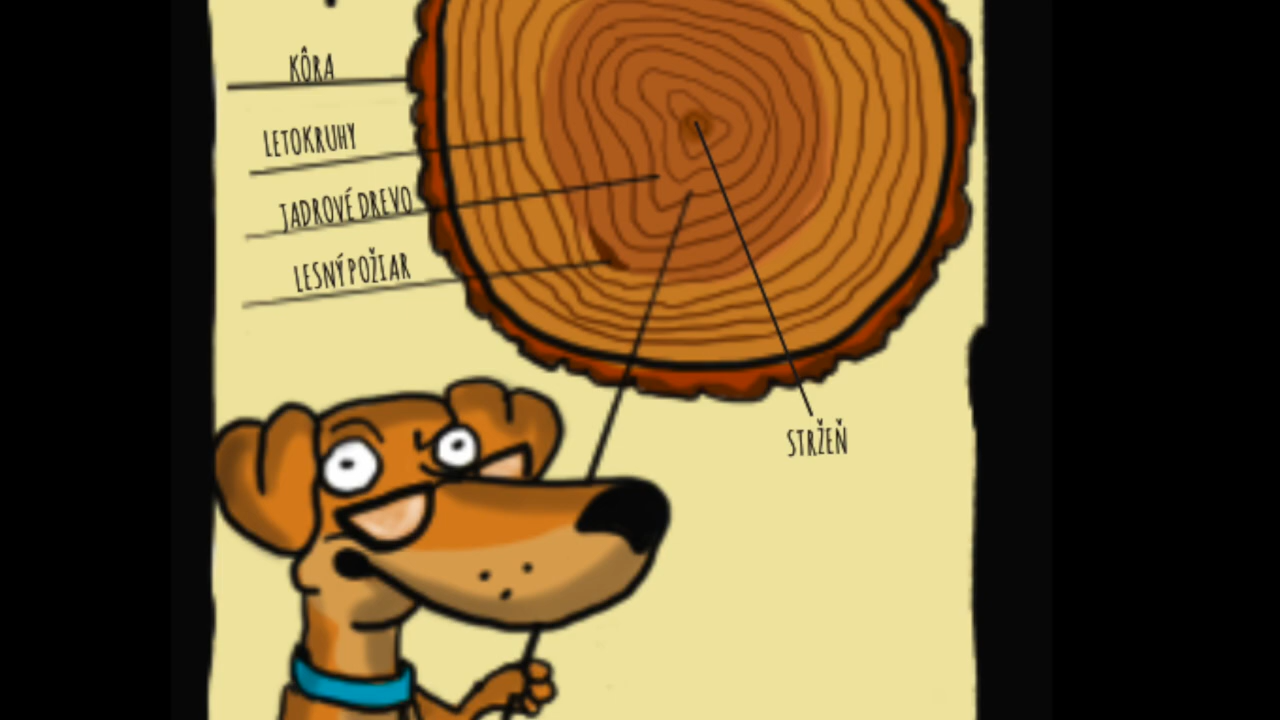 KÔRA
LETOKRUHY
JADROVÉ DREVO
LESNÝ POŽIAR
STRŽEŇ